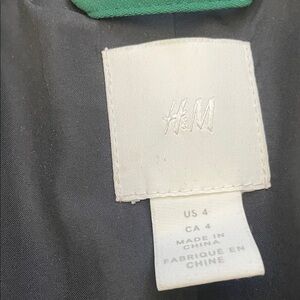 H&M
US 4
CA 4
MADE IN
CHINA
FABRIQUÉ EN
CHINE